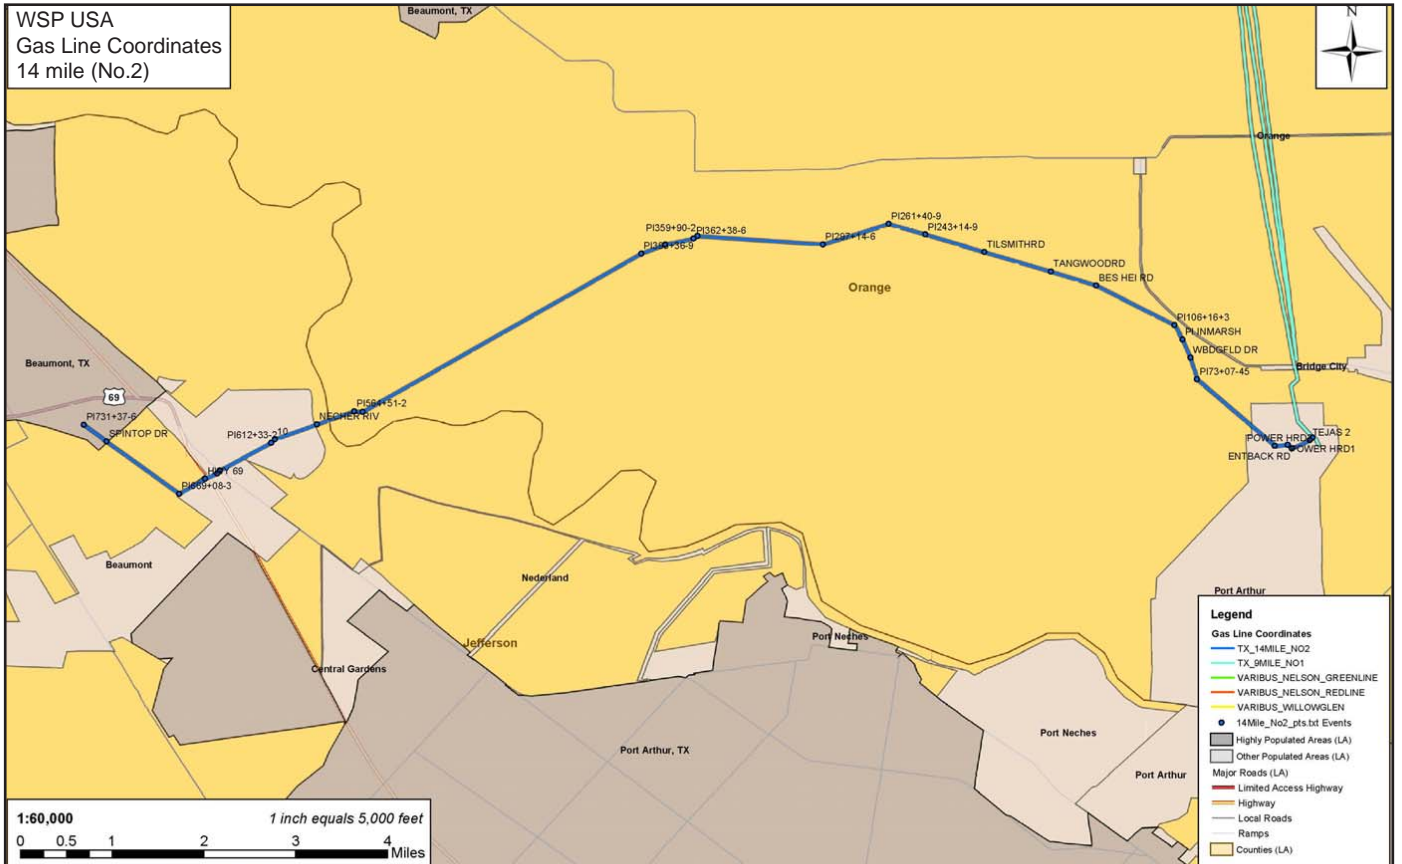 WSP USA
Gas Line Coordinates
14 mile (No.2)
Beaumont, TX
N
Orange
PI261+40-9
PI359+90-2
PI362+38-6
PI243+14-9
PI297+14-6
TILSMITHRD
TANGWOODRD
BES HEI RD
Orange
PI106+16+3
WBDGFLD DR
PI73+07-45
Bridge City
Beaumont, TX
69
PI731+37-6
SPINTOP DR
PI564+51-2
NECHER RIV
PI612+33-2
10
HWY 69
PI669+08-3
TEJAS 2
POWER HRD1
ENTBACK RD
Beaumont
Nederland
Jefferson
Central Gardens
Port Neches
Port Arthur
Port Arthur, TX
Port Neches
Port Arthur
Legend
Gas Line Coordinates
TX_14MILE_NO2
TX_9MILE_NO1
VARIBUS_NELSON_GREENLINE
VARIBUS_NELSON_REDLINE
VARIBUS_WILLOWGLEN
14Mile_No2_pts.txt Events
Highly Populated Areas (LA)
Other Populated Areas (LA)
Major Roads (LA)
Limited Access Highway
Highway
Local Roads
Ramps
Counties (LA)
1:60,000 1 inch equals 5,000 feet
0 0.5 1 2 3 4
Miles